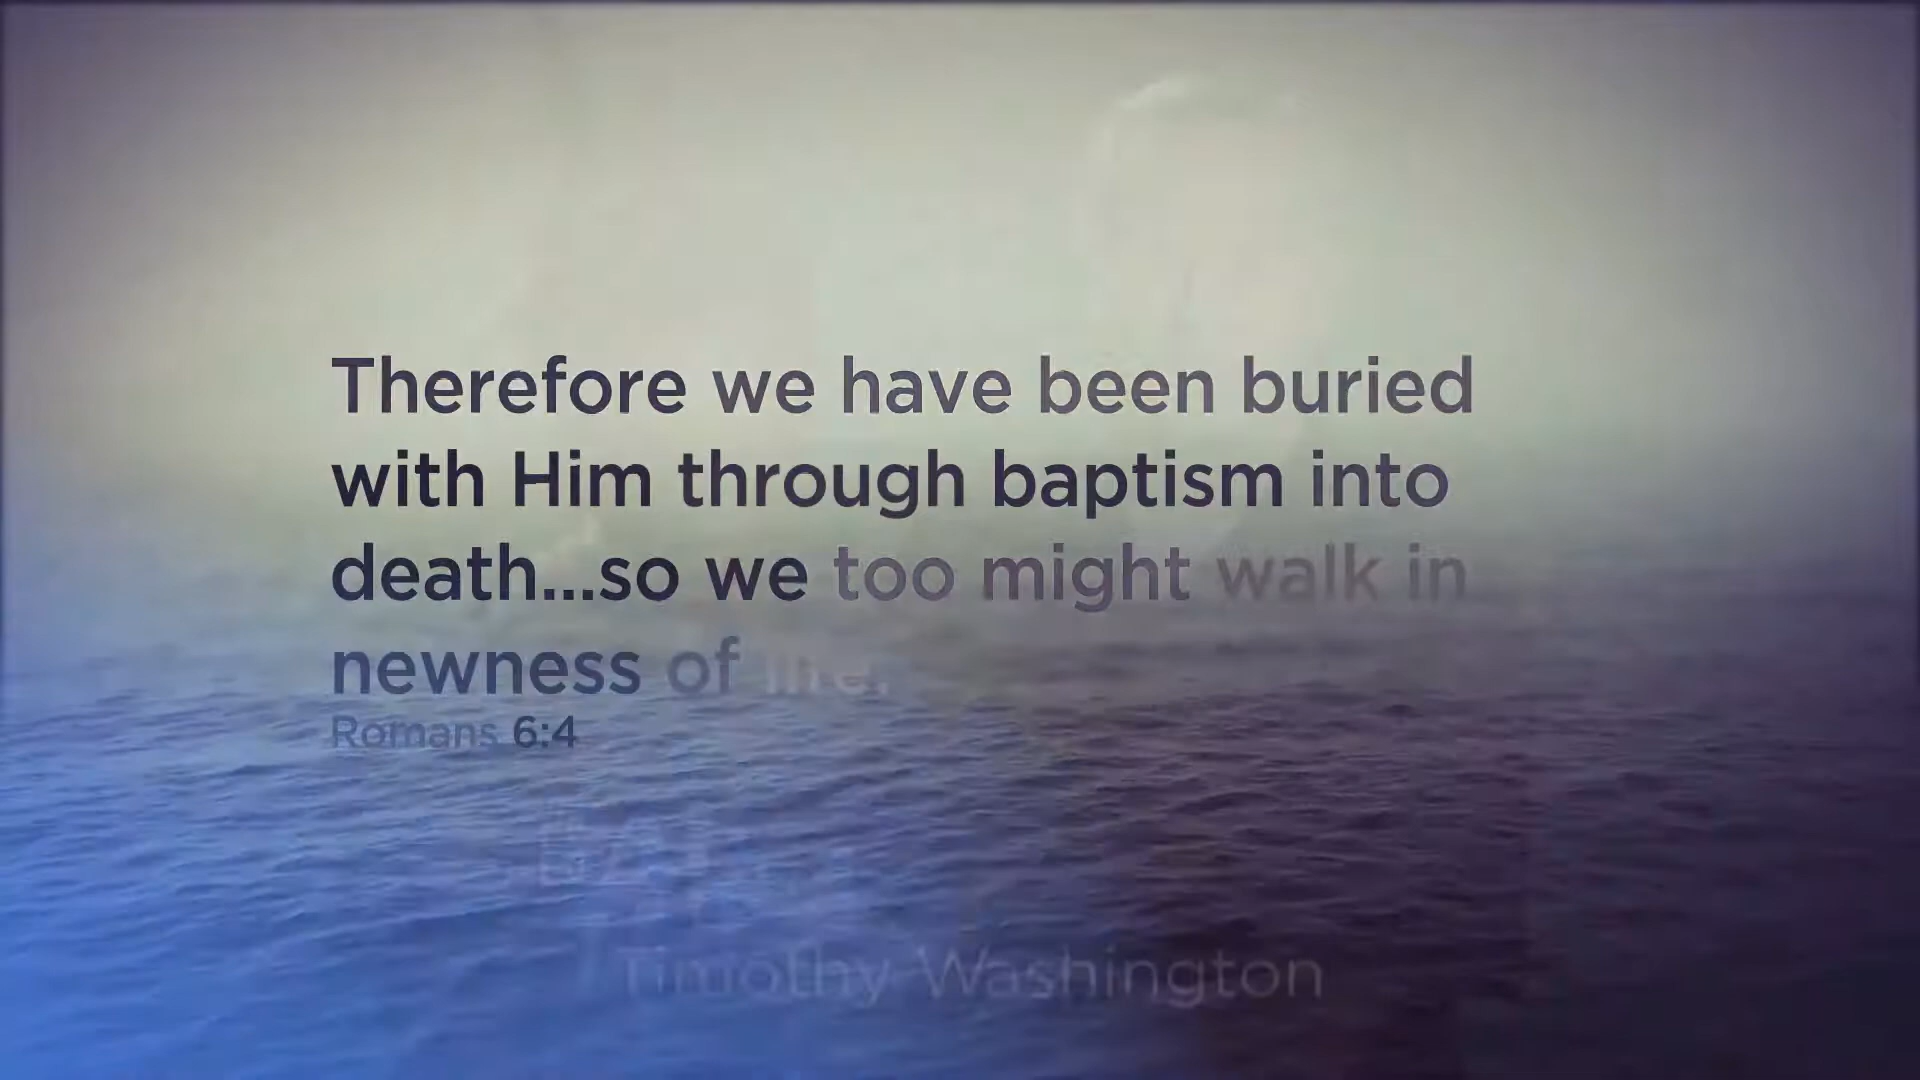 Therefore we have been buried
with Him through baptism into
death...so we too might walk in
newness of life.
Romans 6:4
Timothy Washington